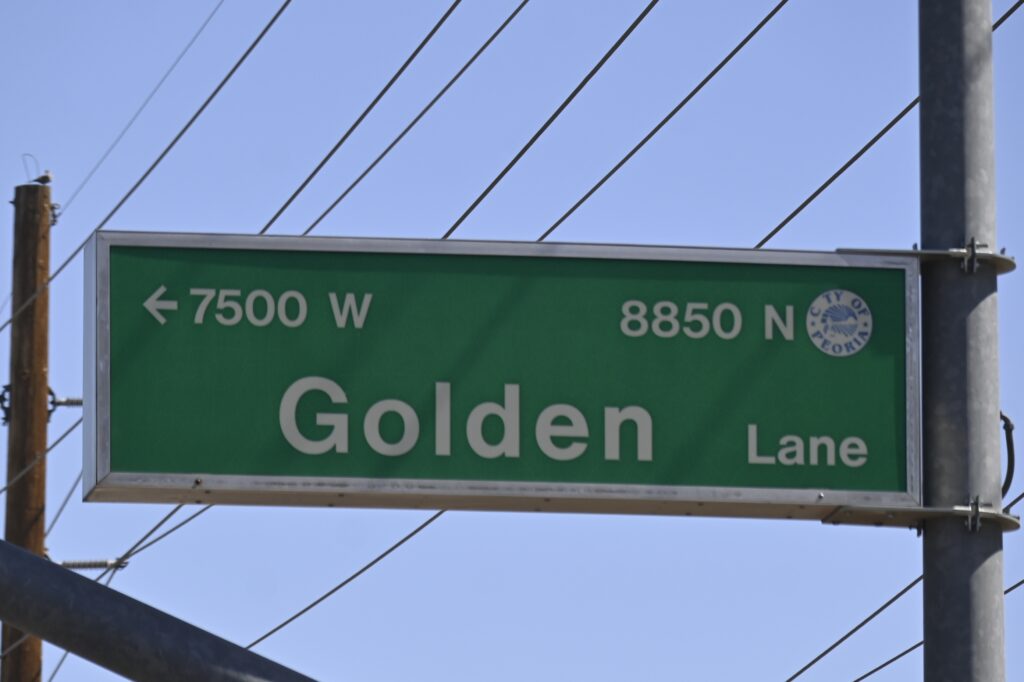 ← 7500 W 8850 N
CITY OF PEORIA
Golden Lane